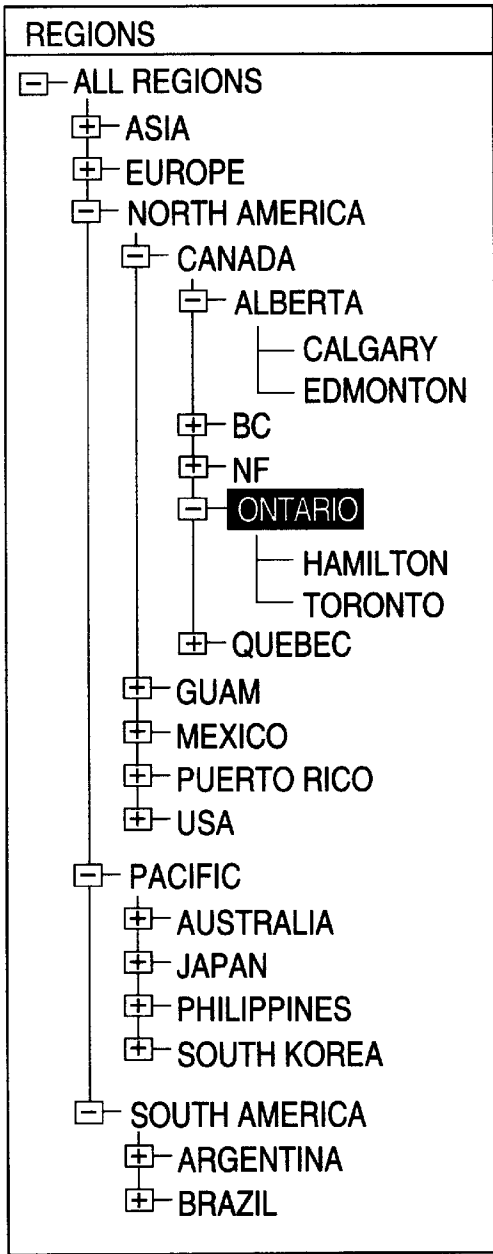 REGIONS
ALL REGIONS
ASIA
EUROPE
NORTH AMERICA
CANADA
ALBERTA
CALGARY
EDMONTON
BC
NF
ONTARIO
HAMILTON
TORONTO
QUEBEC
GUAM
MEXICO
PUERTO RICO
USA
PACIFIC
AUSTRALIA
JAPAN
PHILIPPINES
SOUTH KOREA
SOUTH AMERICA
ARGENTINA
BRAZIL